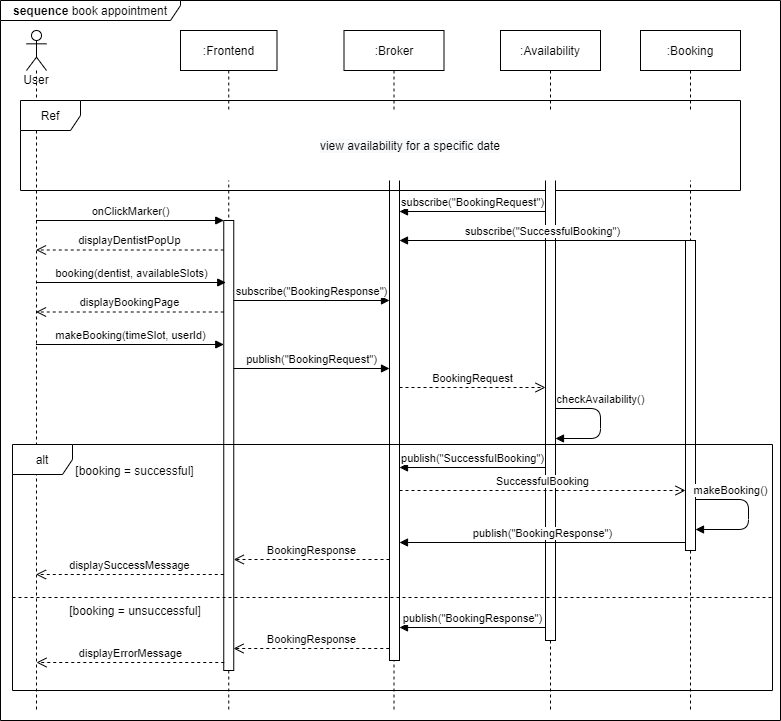 sequence book appointment
:Frontend
:Broker
:Availability
:Booking
User
Ref
view availability for a specific date
subscribe("BookingRequest")
onClickMarker()
subscribe("SuccessfulBooking")
displayDentistPopUp
booking(dentist, availableSlots)
subscribe("BookingResponse")
displayBookingPage
makeBooking(timeSlot, userId)
publish("BookingRequest")
BookingRequest
checkAvailability()
alt
[booking = successful]
publish("SuccessfulBooking")
SuccessfulBooking
makeBooking()
publish("BookingResponse")
BookingResponse
displaySuccessMessage
[booking = unsuccessful]
publish("BookingResponse")
BookingResponse
displayErrorMessage